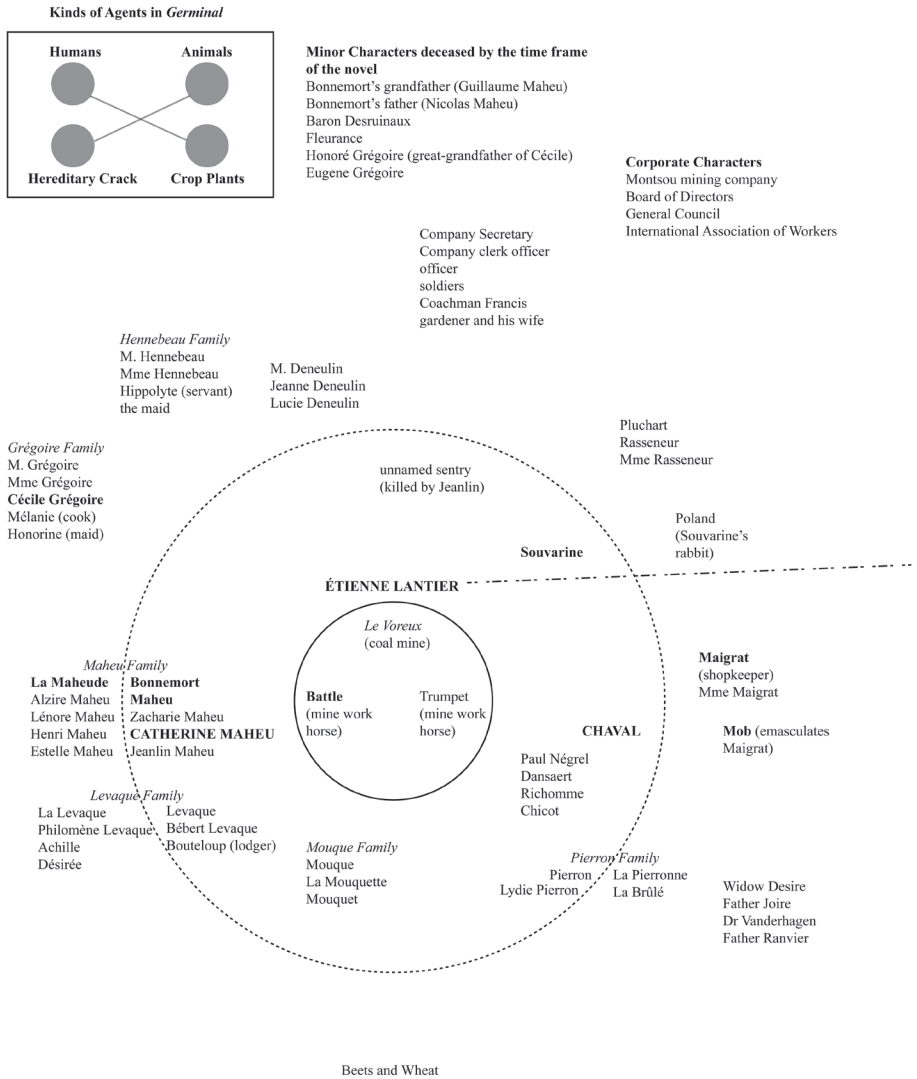 Kinds of Agents in Germinal
Humans
Animals
Hereditary Crack
Crop Plants
Minor Characters deceased by the time frame
of the novel
Bonnemort's grandfather (Guillaume Maheu)
Bonnemort's father (Nicolas Maheu)
Baron Desruinaux
Fleurance
Honoré Grégoire (great-grandfather of Cécile)
Eugene Grégoire
Corporate Characters
Montsou mining company
Board of Directors
General Council
International Association of Workers
Company Secretary
Company clerk officer
officer
soldiers
Coachman Francis
gardener and his wife
Hennebeau Family
M. Hennebeau
Mme Hennebeau
Hippolyte (servant)
the maid
M. Deneulin
Jeanne Deneulin
Lucie Deneulin
Grégoire Family
M. Grégoire
Mme Grégoire
Cécile Grégoire
Mélanie (cook)
Honorine (maid)
unnamed sentry
(killed by Jeanlin)
Pluchart
Rasseneur
Mme Rasseneur
Poland
(Souvarine's
rabbit)
Souvarine
ÉTIENNE LANTIER
Le Voreux
(coal mine)
Battle
(mine work
horse)
Trumpet
(mine work
horse)
Maheu Family
La Maheude
Alzire Maheu
Lénore Maheu
Henri Maheu
Estelle Maheu
Bonnemort
Maheu
Zacharie Maheu
CATHERINE MAHEU
Jeanlin Maheu
Maigrat
(shopkeeper)
Mme Maigrat
CHAVAL
Mob (emasculates
Maigrat)
Paul Négrel
Dansaert
Richomme
Chicot
Levaque Family
La Levaque
Philomène Levaque
Achille
Désirée
Levaque
Bébert Levaque
Bouteloup (lodger)
Mouque Family
Mouque
La Mouquette
Mouquet
Pierron Family
Pierron
Lydie Pierron
La Pierronne
La Brûlé
Widow Desire
Father Joire
Dr Vanderhagen
Father Ranvier
Beets and Wheat